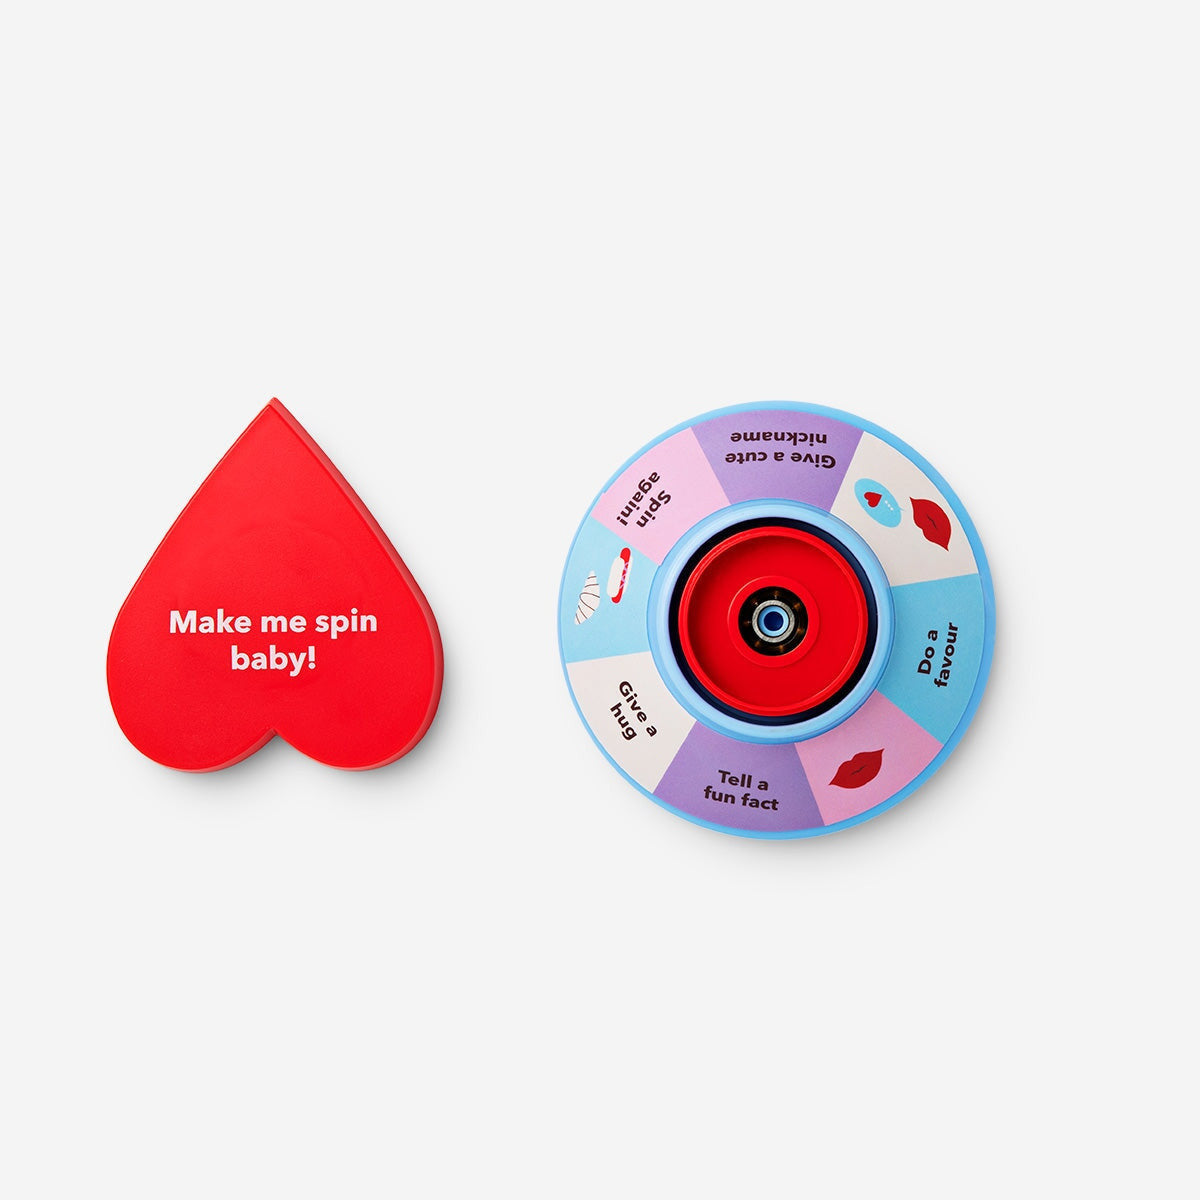 Make me spin
baby!
Give a cute
nickname
Spin
again!
Do a
favour
Give a
hug
Tell a
fun fact